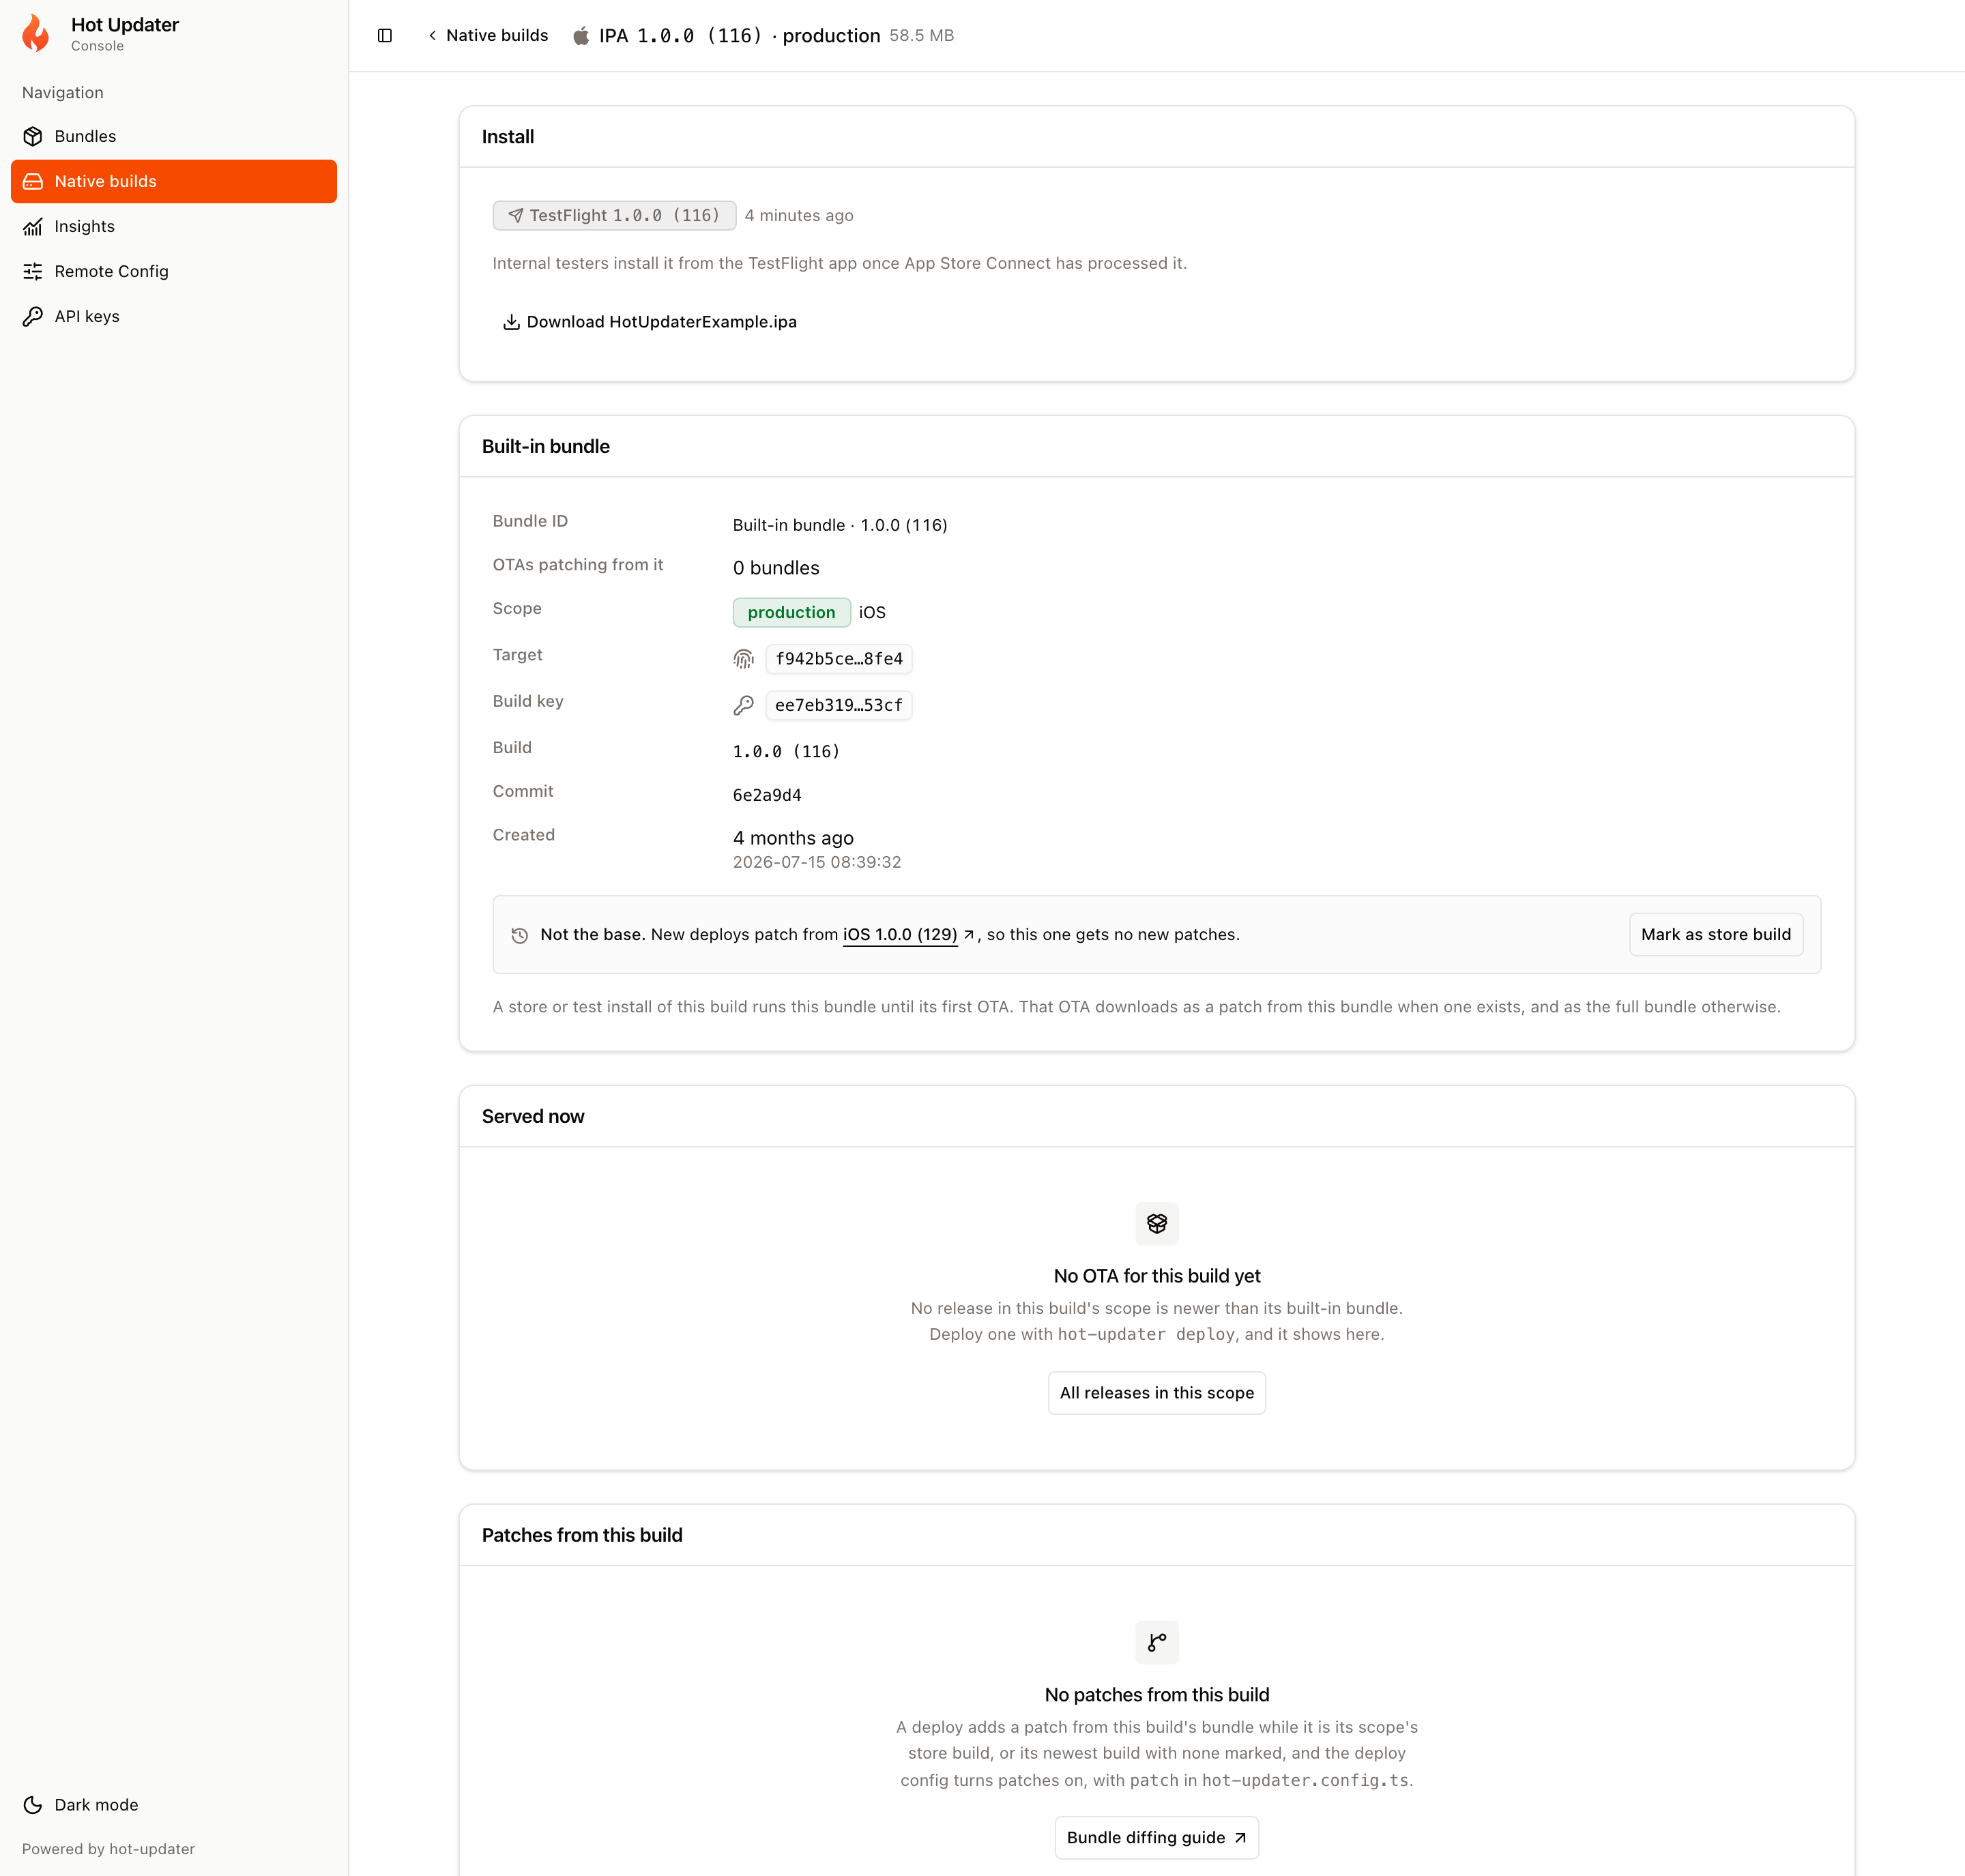 Hot Updater
Console
Navigation
Bundles
Native builds
Insights
Remote Config
API keys
Dark mode
Powered by hot-updater
Native builds
IPA 1.0.0 (116) · production 58.5 MB
Install
TestFlight 1.0.0 (116) 4 minutes ago
Internal testers install it from the TestFlight app once App Store Connect has processed it.
Download HotUpdaterExample.ipa
Built-in bundle
Bundle ID Built-in bundle · 1.0.0 (116)
OTAs patching from it 0 bundles
Scope production iOS
Target f942b5ce…8fe4
Build key ee7eb319…53cf
Build 1.0.0 (116)
Commit 6e2a9d4
Created 4 months ago
2026-07-15 08:39:32
Not the base. New deploys patch from iOS 1.0.0 (129) ↗, so this one gets no new patches. Mark as store build
A store or test install of this build runs this bundle until its first OTA. That OTA downloads as a patch from this bundle when one exists, and as the full bundle otherwise.
Served now
No OTA for this build yet
No release in this build's scope is newer than its built-in bundle.
Deploy one with hot-updater deploy, and it shows here.
All releases in this scope
Patches from this build
No patches from this build
A deploy adds a patch from this build's bundle while it is its scope's
store build, or its newest build with none marked, and the deploy
config turns patches on, with patch in hot-updater.config.ts.
Bundle diffing guide ↗